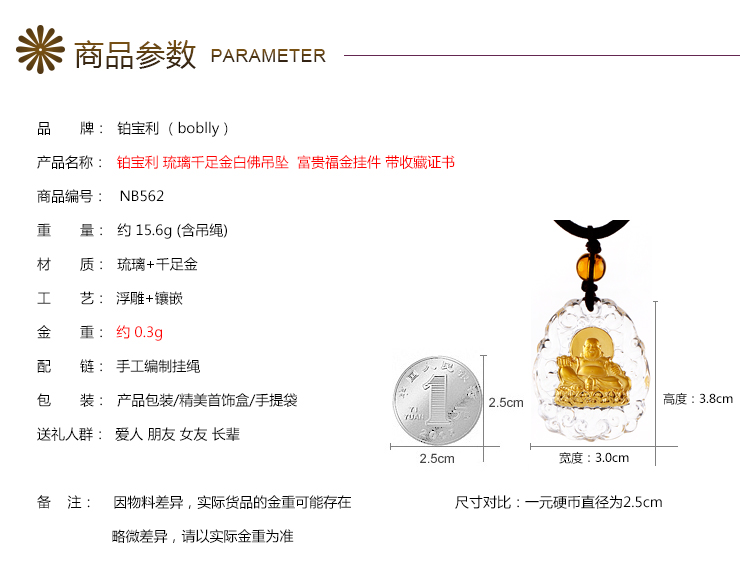 商品参数 PARAMETER
品 牌： 铂宝利 （ boblly ）
产品名称： 铂宝利 琉璃千足金白佛吊坠 富贵福金挂件 带收藏证书
商品编号： NB562
重 量： 约 15.6g (含吊绳)
材 质： 琉璃+千足金
工 艺： 浮雕+镶嵌
金 重： 约 0.3g
配 链： 手工编制挂绳
包 装： 产品包装/精美首饰盒/手提袋
送礼人群： 爱人 朋友 女友 长辈
备 注： 因物料差异，实际货品的金重可能存在
略微差异，请以实际金重为准
1
YI YUAN
2.5cm
2.5cm
高度：3.8cm
宽度：3.0cm
尺寸对比：一元硬币直径为2.5cm